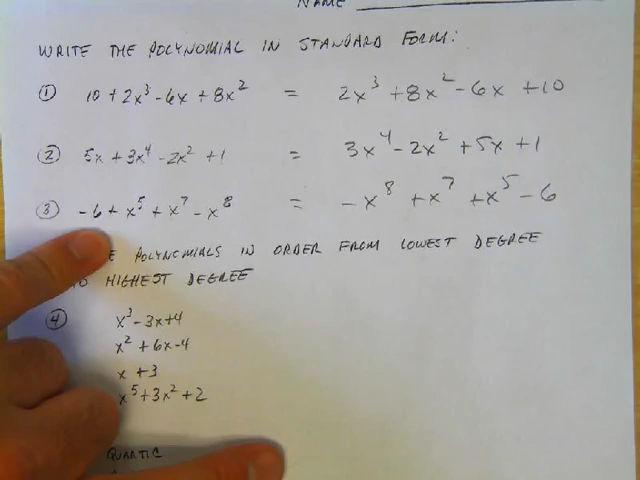 NAME
WRITE THE POLYNOMIAL IN STANDARD FORM:
① 10 + 2x³ - 6x + 8x² = 2x³ + 8x² - 6x + 10
② 5x + 3x⁴ - 2x² + 1 = 3x⁴ - 2x² + 5x + 1
③ -6 + x⁵ + x⁷ - x⁸ = -x⁸ + x⁷ + x⁵ - 6
POLYNOMIALS IN ORDER FROM LOWEST DEGREE
HIGHEST DEGREE
④ x³ - 3x + 4
x² + 6x - 4
x + 3
x⁵ + 3x² + 2
QUARTIC